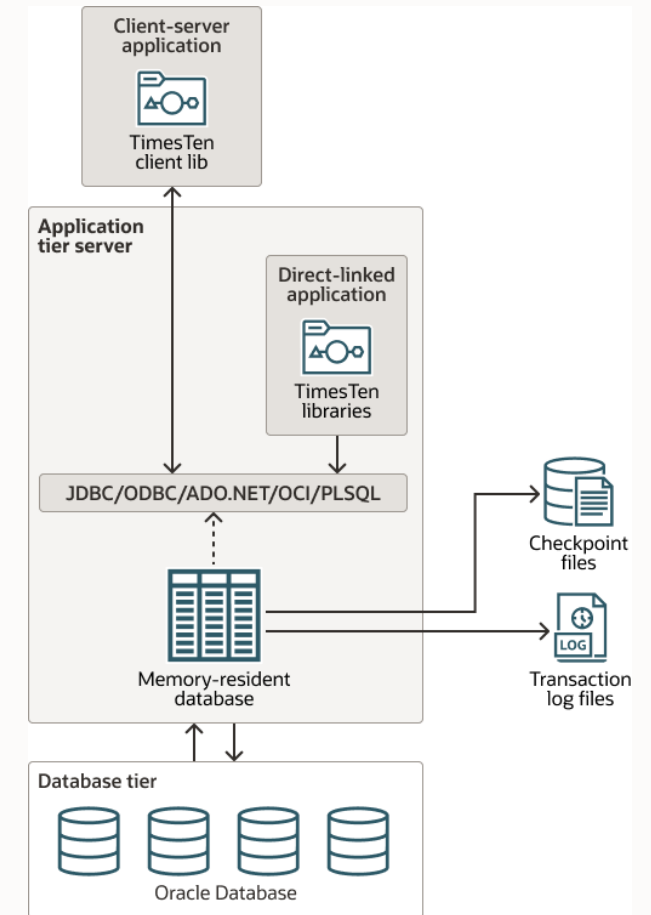 Client-server
application
TimesTen
client lib
Application
tier server
Direct-linked
application
TimesTen
libraries
JDBC/ODBC/ADO.NET/OCI/PLSQL
Checkpoint
files
LOG
Memory-resident
database
Transaction
log files
Database tier
Oracle Database